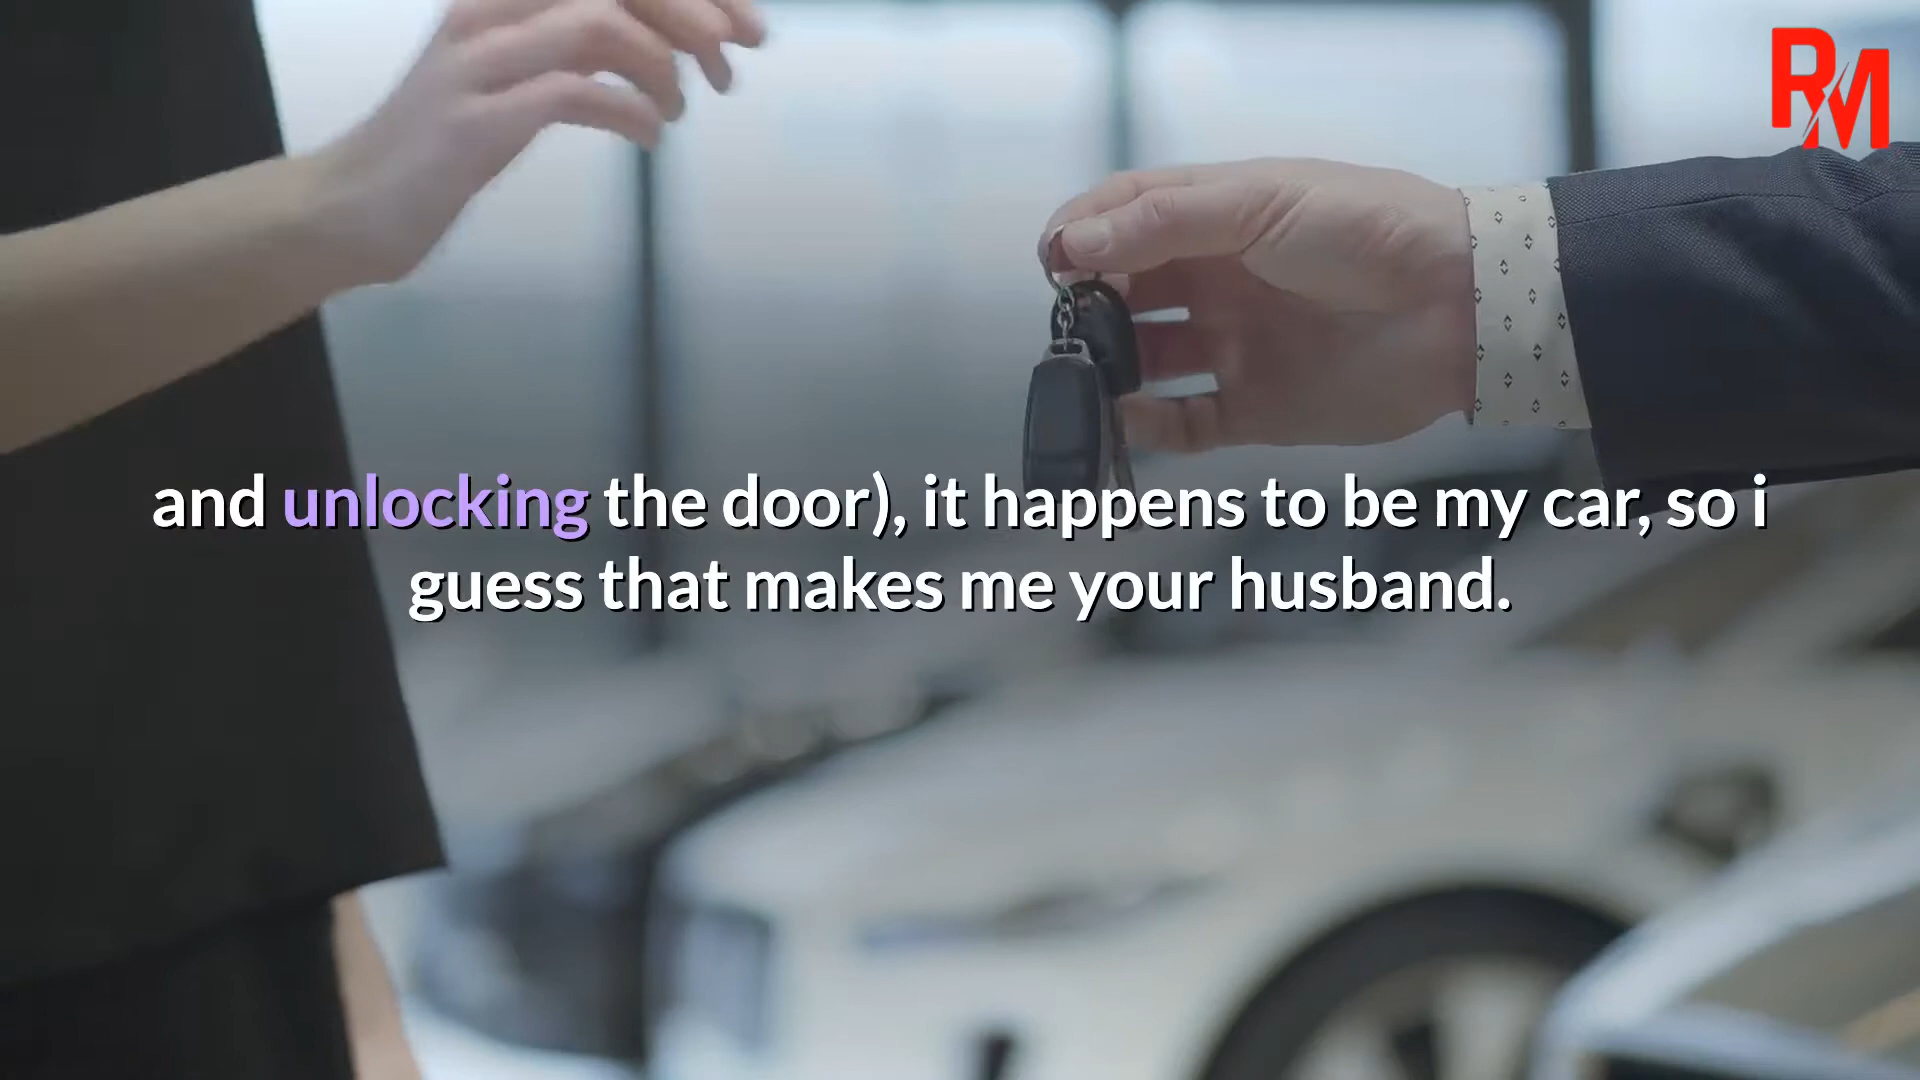 RM
and unlocking the door), it happens to be my car, so i
guess that makes me your husband.